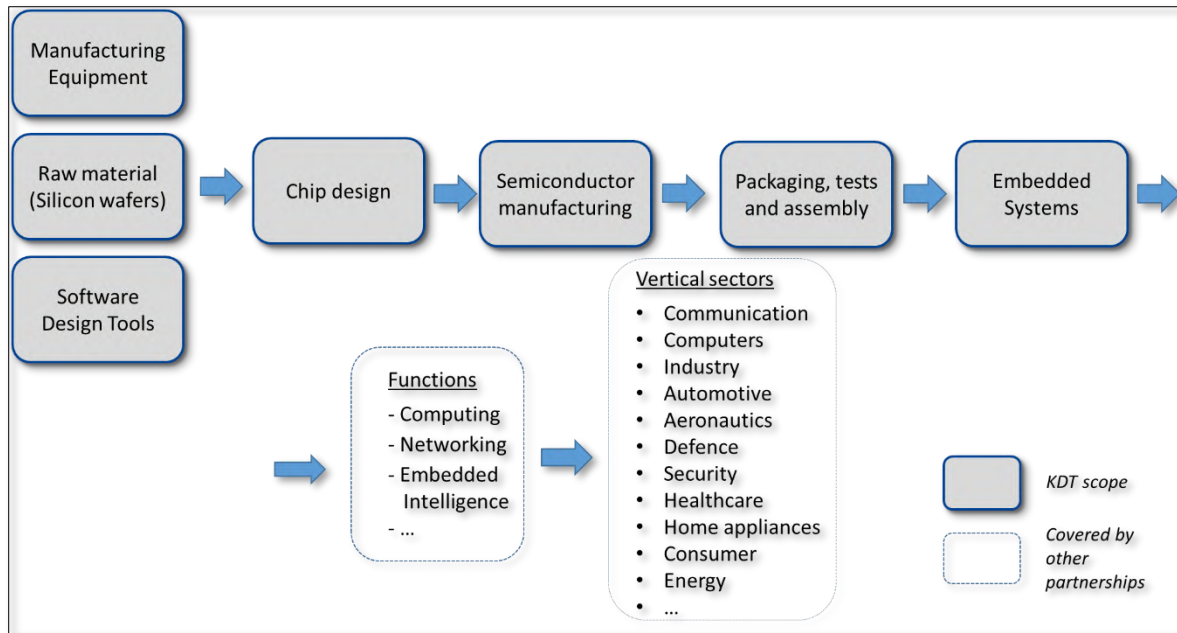 Manufacturing
Equipment
Raw material
(Silicon wafers)
Software
Design Tools
Chip design
Semiconductor
manufacturing
Packaging, tests
and assembly
Embedded
Systems
Functions
- Computing
- Networking
- Embedded
Intelligence
- ...
Vertical sectors
• Communication
• Computers
• Industry
• Automotive
• Aeronautics
• Defence
• Security
• Healthcare
• Home appliances
• Consumer
• Energy
• ...
KDT scope
Covered by
other
partnerships